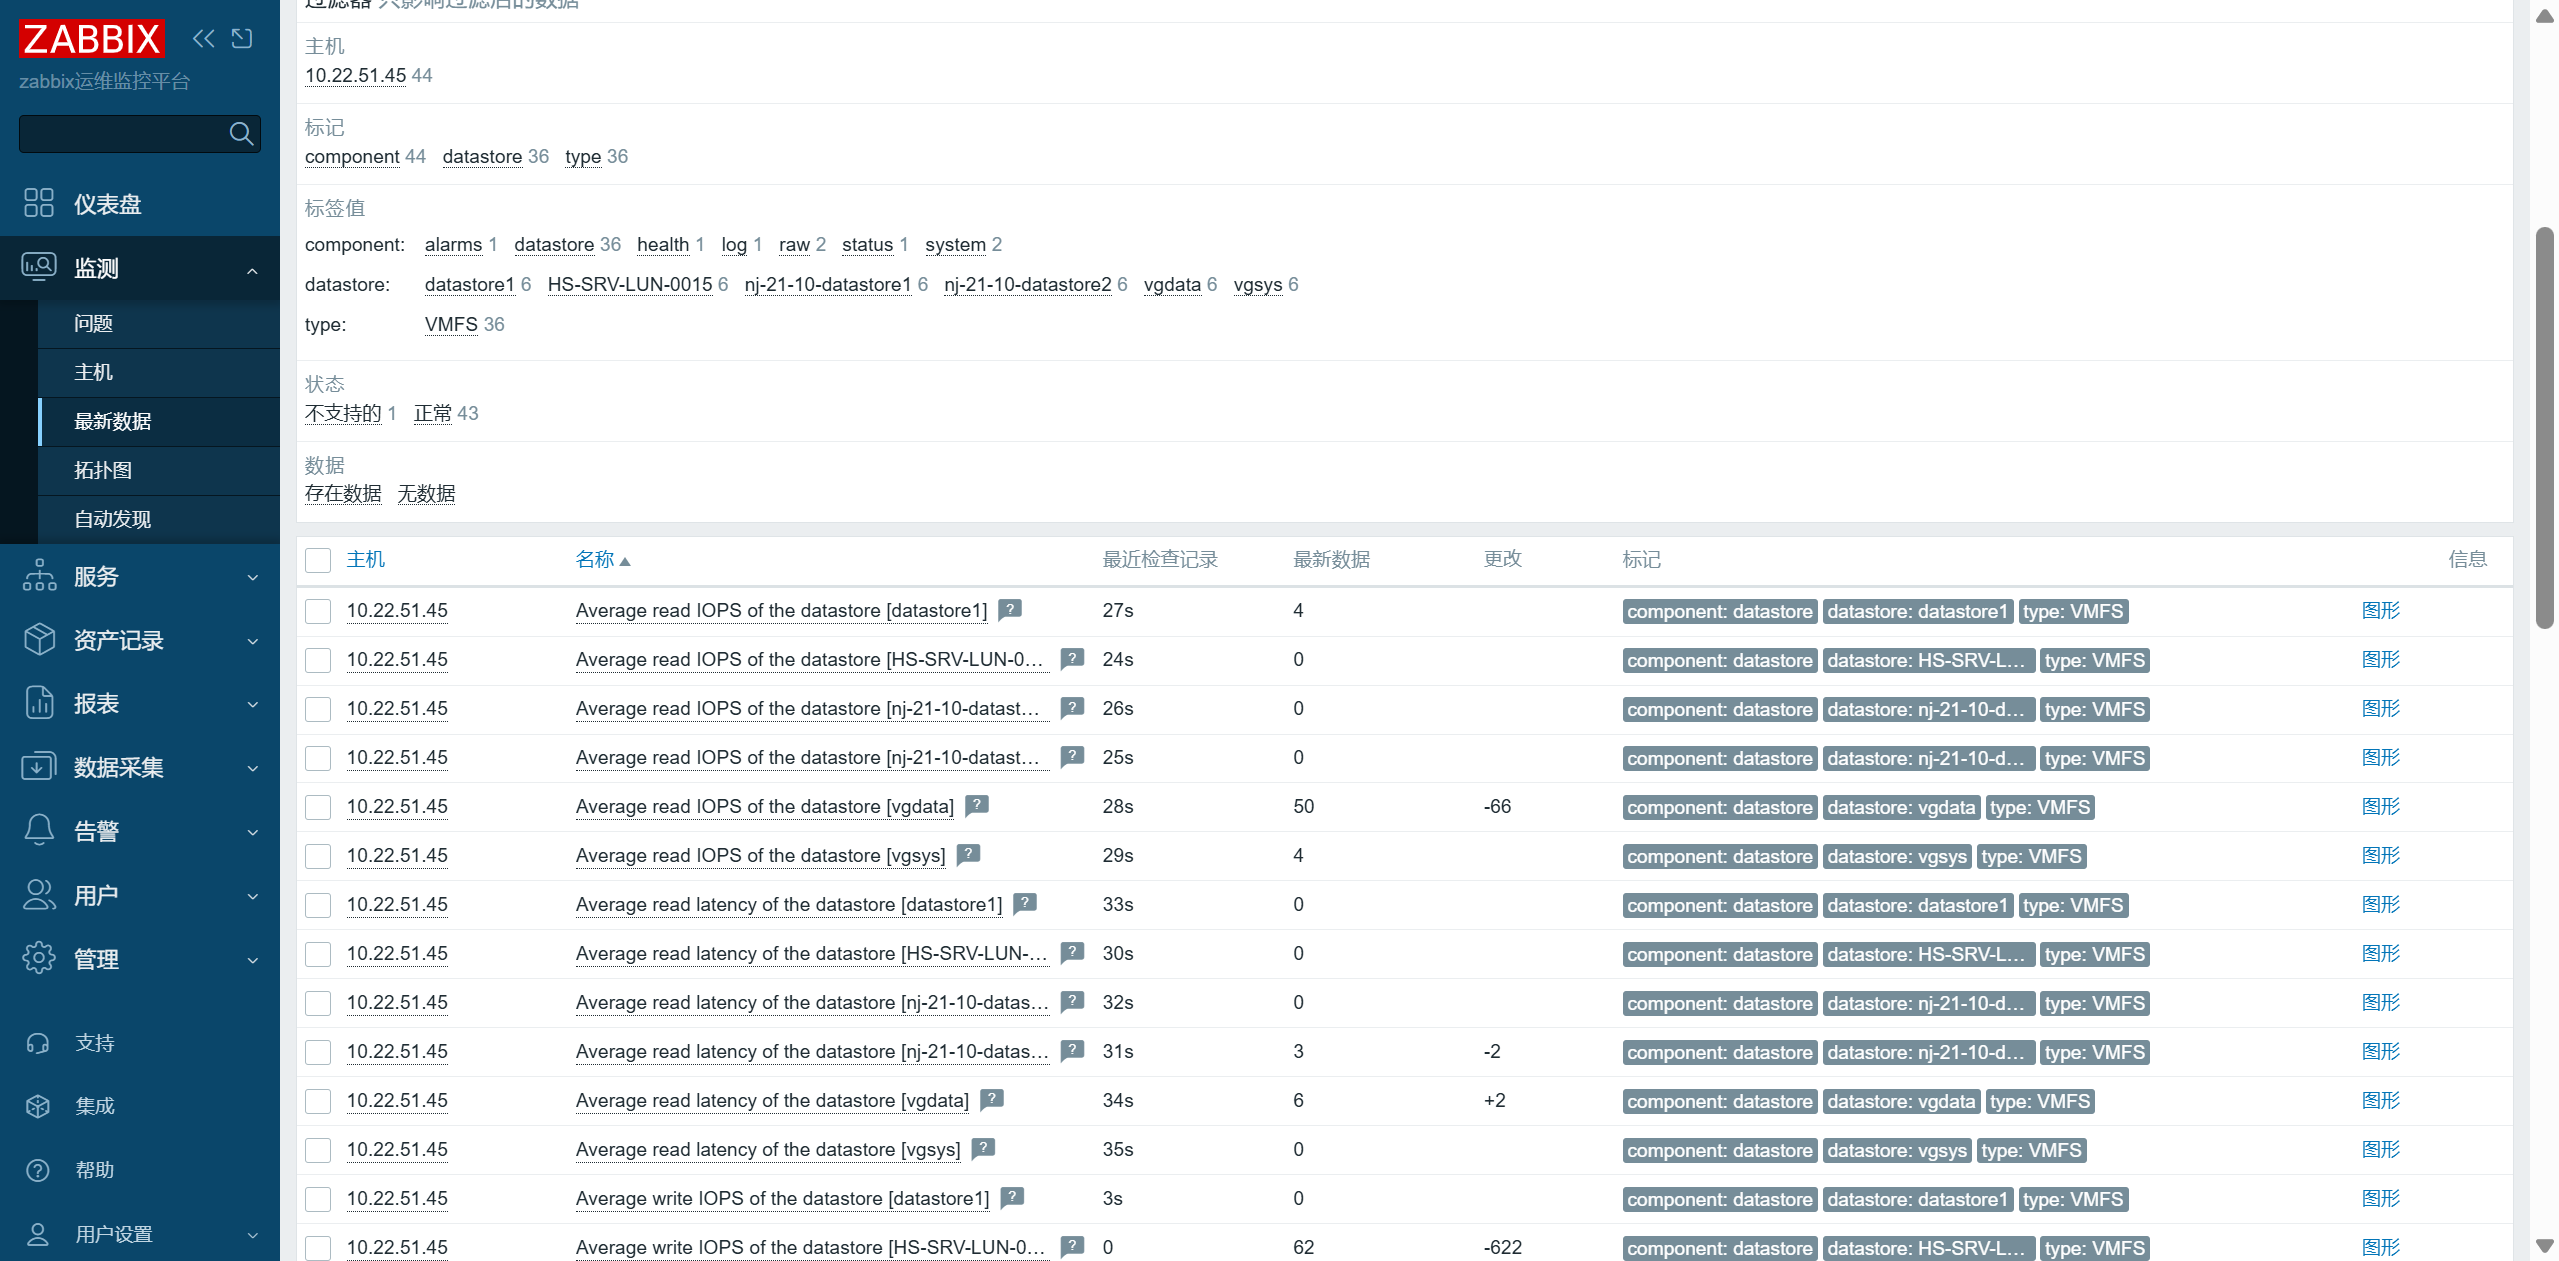 ZABBIX
zabbix运维监控平台
仪表盘
监测
问题
主机
最新数据
拓扑图
自动发现
服务
资产记录
报表
数据采集
告警
用户
管理
支持
集成
帮助
用户设置
过滤器 只影响过滤后的数据
主机
10.22.51.45 44
标记
component 44 datastore 36 type 36
标签值
component: alarms 1 datastore 36 health 1 log 1 raw 2 status 1 system 2
datastore: datastore1 6 HS-SRV-LUN-0015 6 nj-21-10-datastore1 6 nj-21-10-datastore2 6 vgdata 6 vgsys 6
type: VMFS 36
状态
不支持的 1 正常 43
数据
存在数据 无数据
主机 名称 最近检查记录 最新数据 更改 标记 信息
10.22.51.45 Average read IOPS of the datastore [datastore1] ? 27s 4 component: datastore datastore: datastore1 type: VMFS 图形
10.22.51.45 Average read IOPS of the datastore [HS-SRV-LUN-0... ? 24s 0 component: datastore datastore: HS-SRV-L... type: VMFS 图形
10.22.51.45 Average read IOPS of the datastore [nj-21-10-datast... ? 26s 0 component: datastore datastore: nj-21-10-d... type: VMFS 图形
10.22.51.45 Average read IOPS of the datastore [nj-21-10-datast... ? 25s 0 component: datastore datastore: nj-21-10-d... type: VMFS 图形
10.22.51.45 Average read IOPS of the datastore [vgdata] ? 28s 50 -66 component: datastore datastore: vgdata type: VMFS 图形
10.22.51.45 Average read IOPS of the datastore [vgsys] ? 29s 4 component: datastore datastore: vgsys type: VMFS 图形
10.22.51.45 Average read latency of the datastore [datastore1] ? 33s 0 component: datastore datastore: datastore1 type: VMFS 图形
10.22.51.45 Average read latency of the datastore [HS-SRV-LUN-... ? 30s 0 component: datastore datastore: HS-SRV-L... type: VMFS 图形
10.22.51.45 Average read latency of the datastore [nj-21-10-datas... ? 32s 0 component: datastore datastore: nj-21-10-d... type: VMFS 图形
10.22.51.45 Average read latency of the datastore [nj-21-10-datas... ? 31s 3 -2 component: datastore datastore: nj-21-10-d... type: VMFS 图形
10.22.51.45 Average read latency of the datastore [vgdata] ? 34s 6 +2 component: datastore datastore: vgdata type: VMFS 图形
10.22.51.45 Average read latency of the datastore [vgsys] ? 35s 0 component: datastore datastore: vgsys type: VMFS 图形
10.22.51.45 Average write IOPS of the datastore [datastore1] ? 3s 0 component: datastore datastore: datastore1 type: VMFS 图形
10.22.51.45 Average write IOPS of the datastore [HS-SRV-LUN-0... ? 0 62 -622 component: datastore datastore: HS-SRV-L... type: VMFS 图形